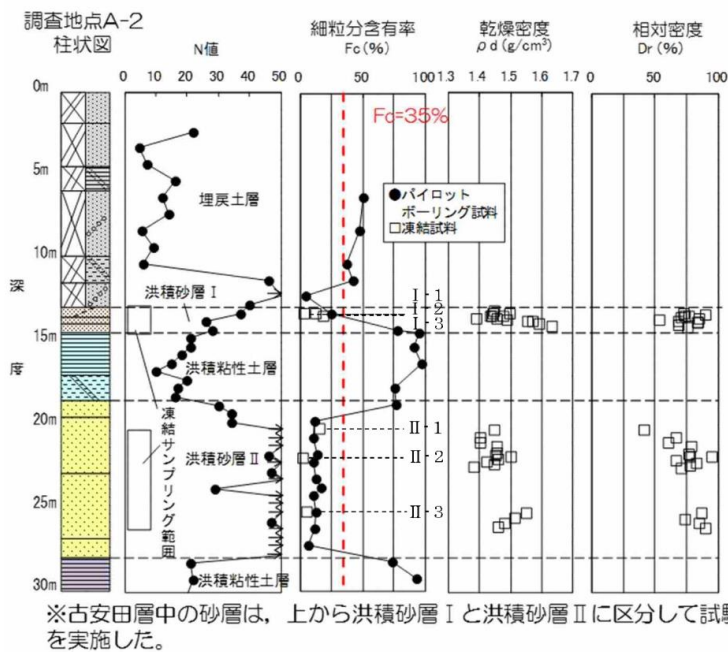 調査地点A-2
柱状図
N値
細粒分含有率
Fc(%)
乾燥密度
ρd(g/cm³)
相対密度
Dr(%)
0 10 20 30 40 50
0 50 100
1.3 1.4 1.5 1.6 1.7
0 50 100
0m
5m
10m
15m
20m
25m
30m
深
度
Fc=35%
埋戻土層
●パイロット
ボーリング試料
□凍結試料
洪積砂層Ⅰ
Ⅰ-1
Ⅰ-2
Ⅰ-3
洪積粘性土層
凍結サンプリング範囲
洪積砂層Ⅱ
Ⅱ-1
Ⅱ-2
Ⅱ-3
洪積粘性土層
※古安田層中の砂層は，上から洪積砂層Ⅰと洪積砂層Ⅱに区分して試験
を実施した。